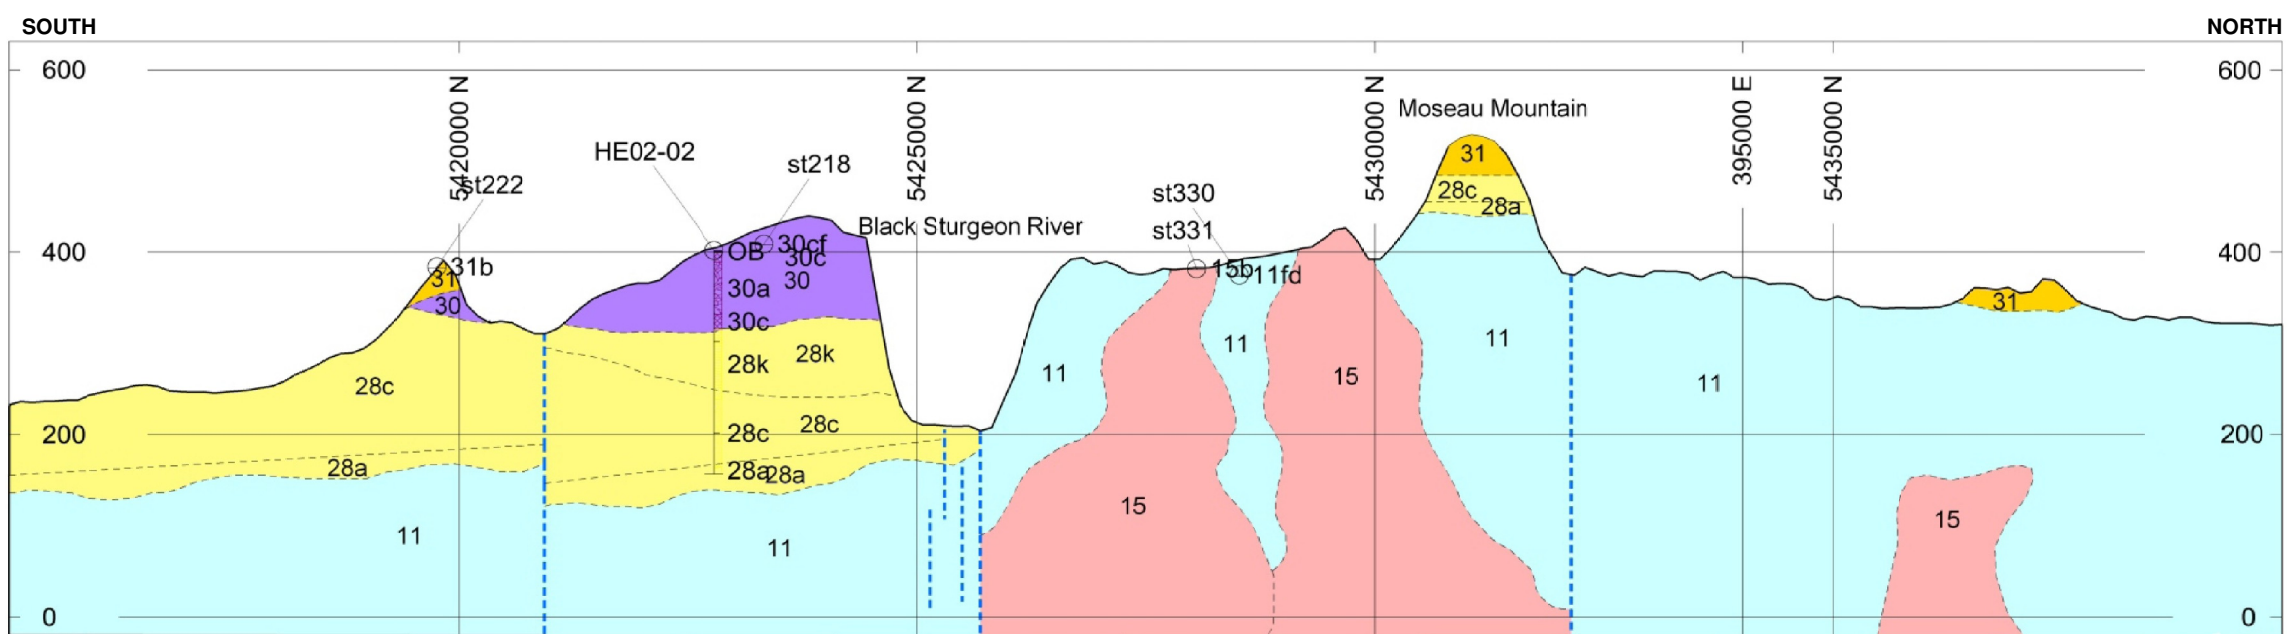 SOUTH
NORTH
600
600
5420000 N
5425000 N
5430000 N
395000 E
5435000 N
Moseau Mountain
HE02-02
st218
st222
st330
st331
Black Sturgeon River
31
28c
28a
400
400
31b
31
30
OB
30cf
30c
30
30a
30c
15b
11fd
31
28k
28k
28c
11
11
15
11
11
200
200
28c
28c
28a
28a
28a
11
11
15
15
0
0